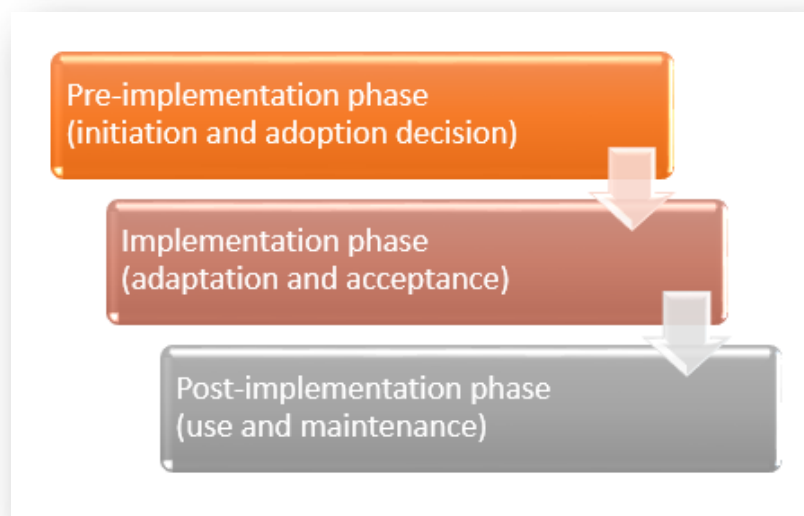 Pre-implementation phase
(initiation and adoption decision)
Implementation phase
(adaptation and acceptance)
Post-implementation phase
(use and maintenance)